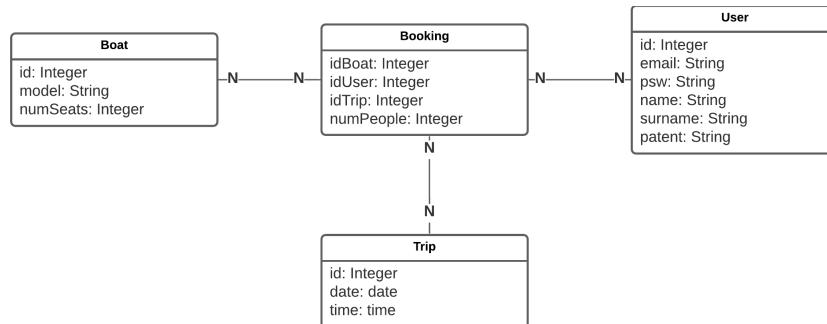 Boat
id: Integer
model: String
numSeats: Integer
N
N
Booking
idBoat: Integer
idUser: Integer
idTrip: Integer
numPeople: Integer
N
N
User
id: Integer
email: String
psw: String
name: String
surname: String
patent: String
N
N
Trip
id: Integer
date: date
time: time